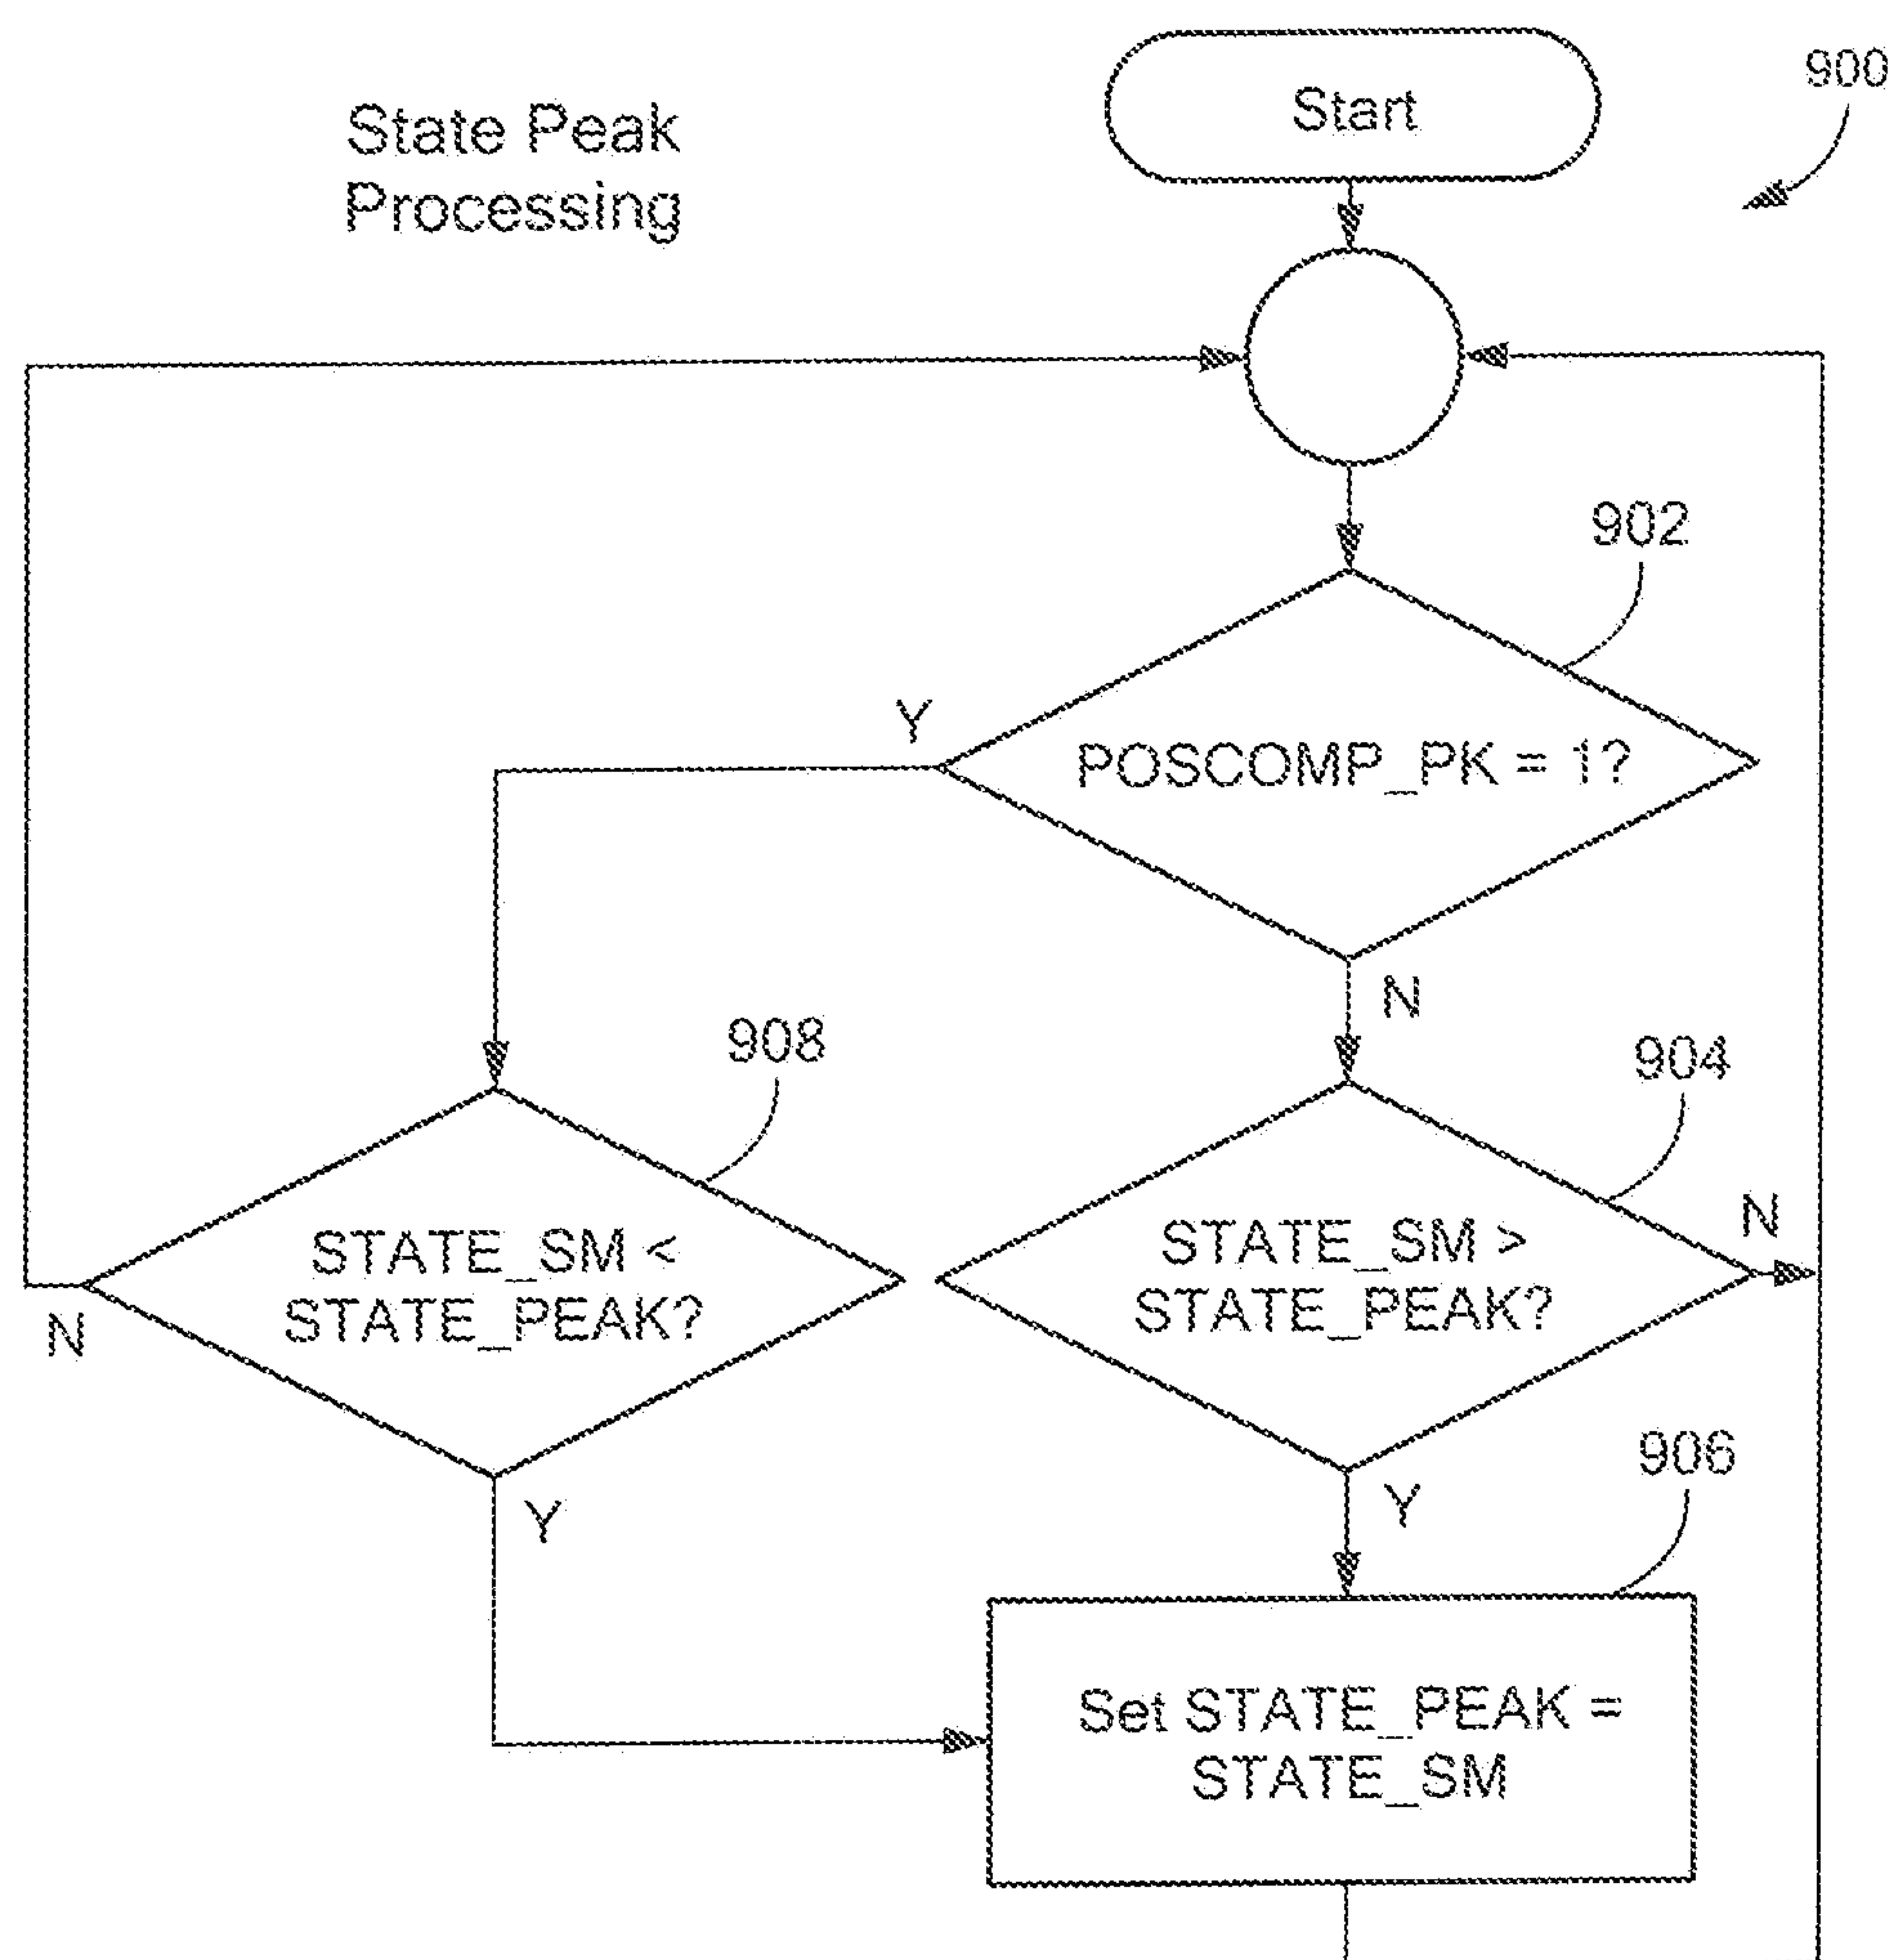 State Peak
Processing
Start
900
902
Y
POSCOMP_PK = 1?
N
908
904
STATE_SM <
STATE_PEAK?
N
STATE_SM >
STATE_PEAK?
N
Y
Y
906
Set STATE_PEAK =
STATE_SM